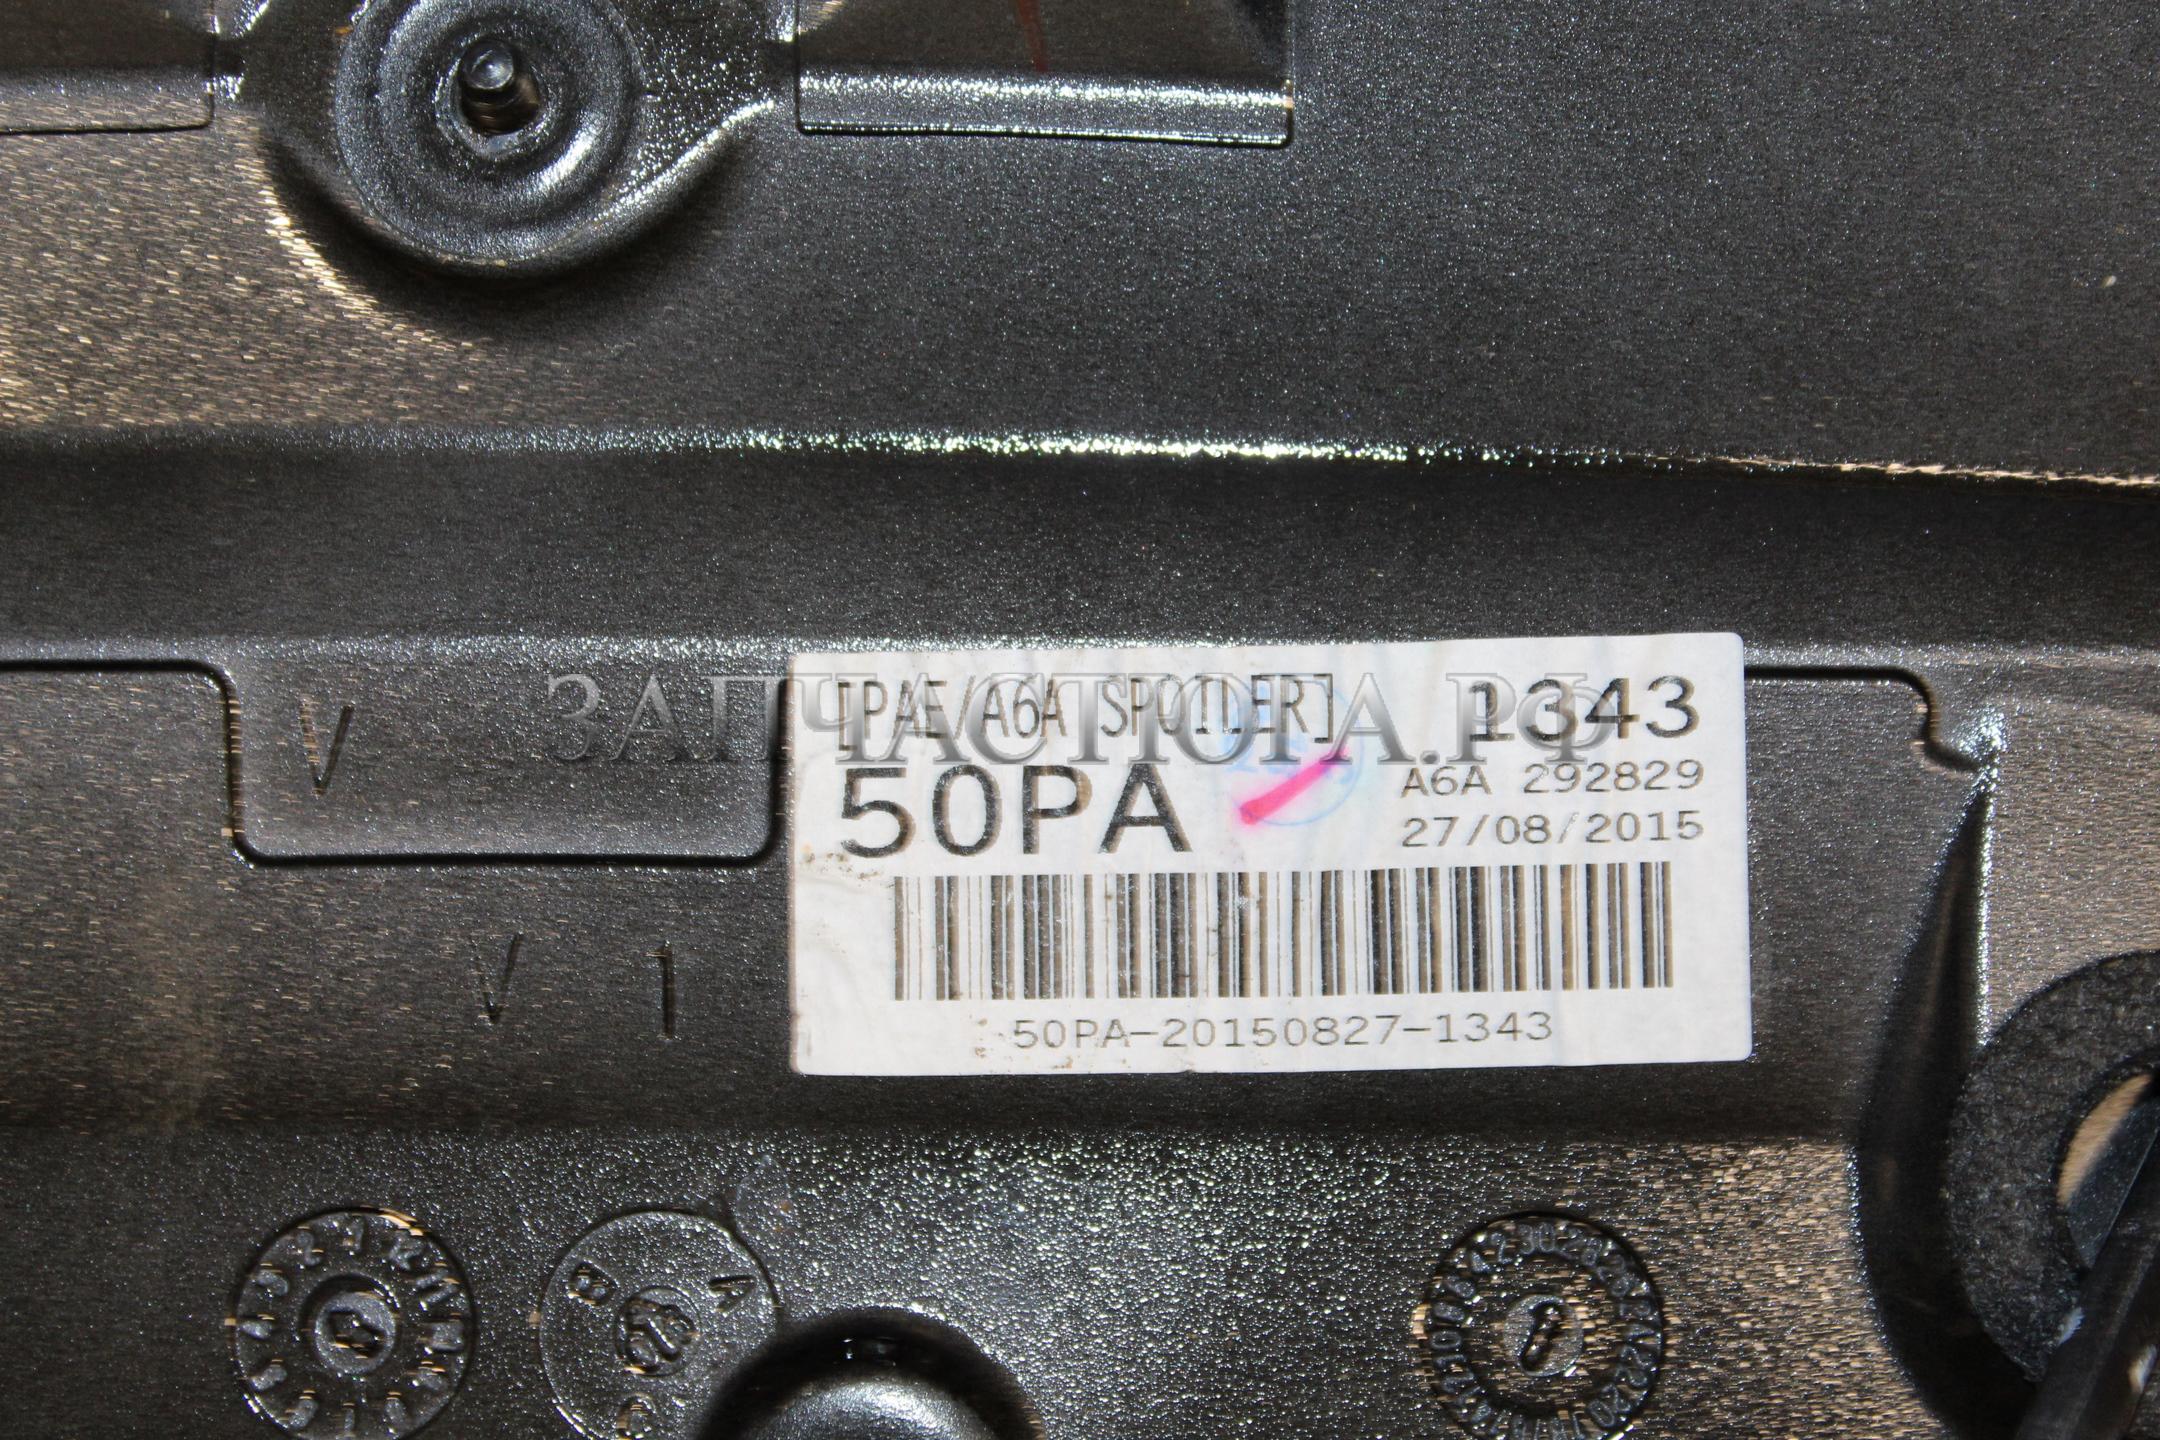 [PAE/A6A SPOILER] 1343
ЗАПЧАСТЮГА.РФ
50PA
A6A 292829
27/08/2015
50PA-20150827-1343
V
V 1
B A
C